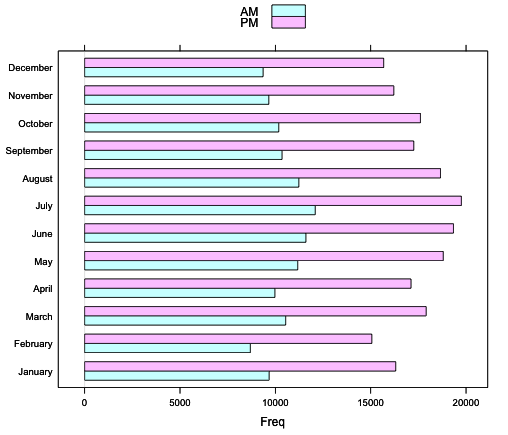 AM
PM
December
November
October
September
August
July
June
May
April
March
February
January
0 5000 10000 15000 20000
Freq